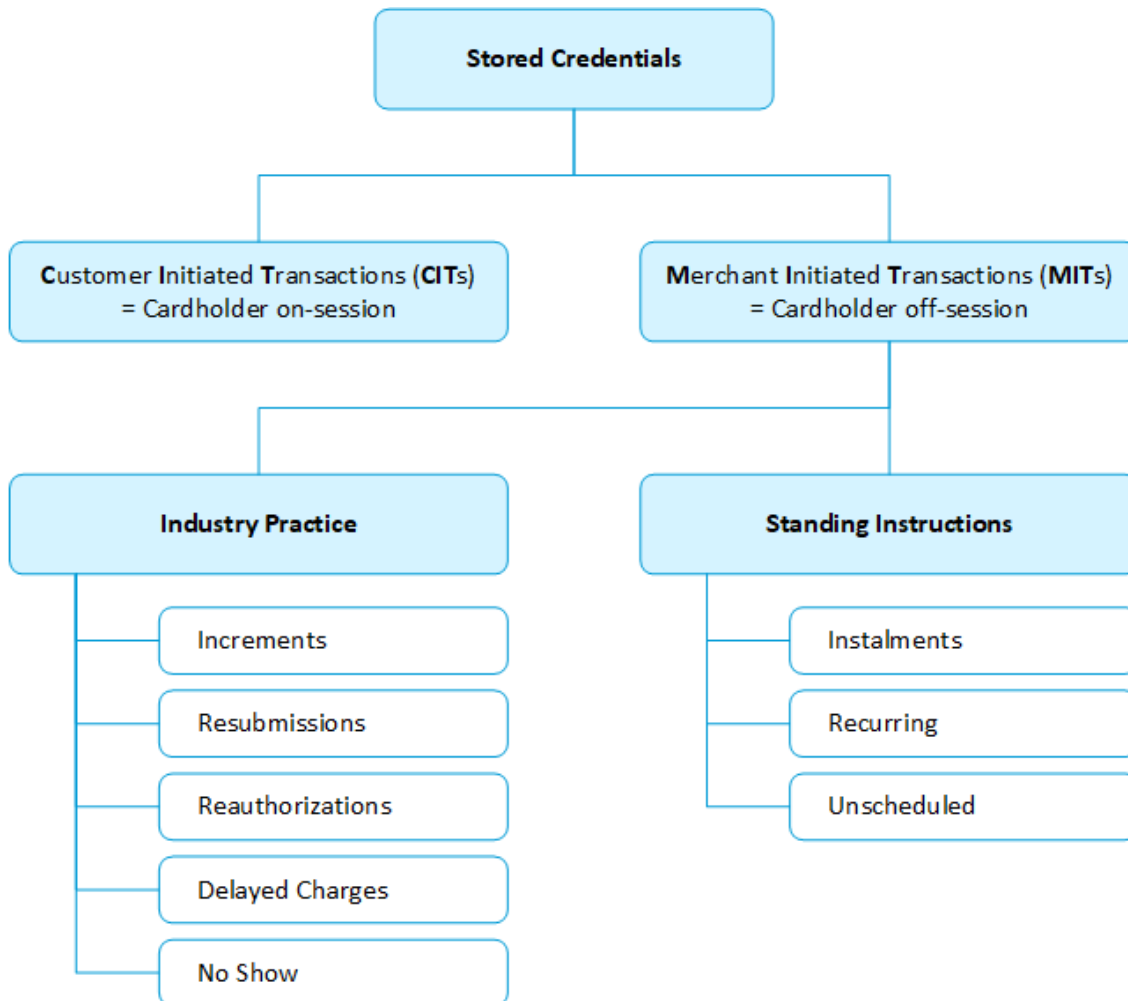 Stored Credentials
Customer Initiated Transactions (CITs)
= Cardholder on-session
Merchant Initiated Transactions (MITs)
= Cardholder off-session
Industry Practice
Increments
Resubmissions
Reauthorizations
Delayed Charges
No Show
Standing Instructions
Instalments
Recurring
Unscheduled